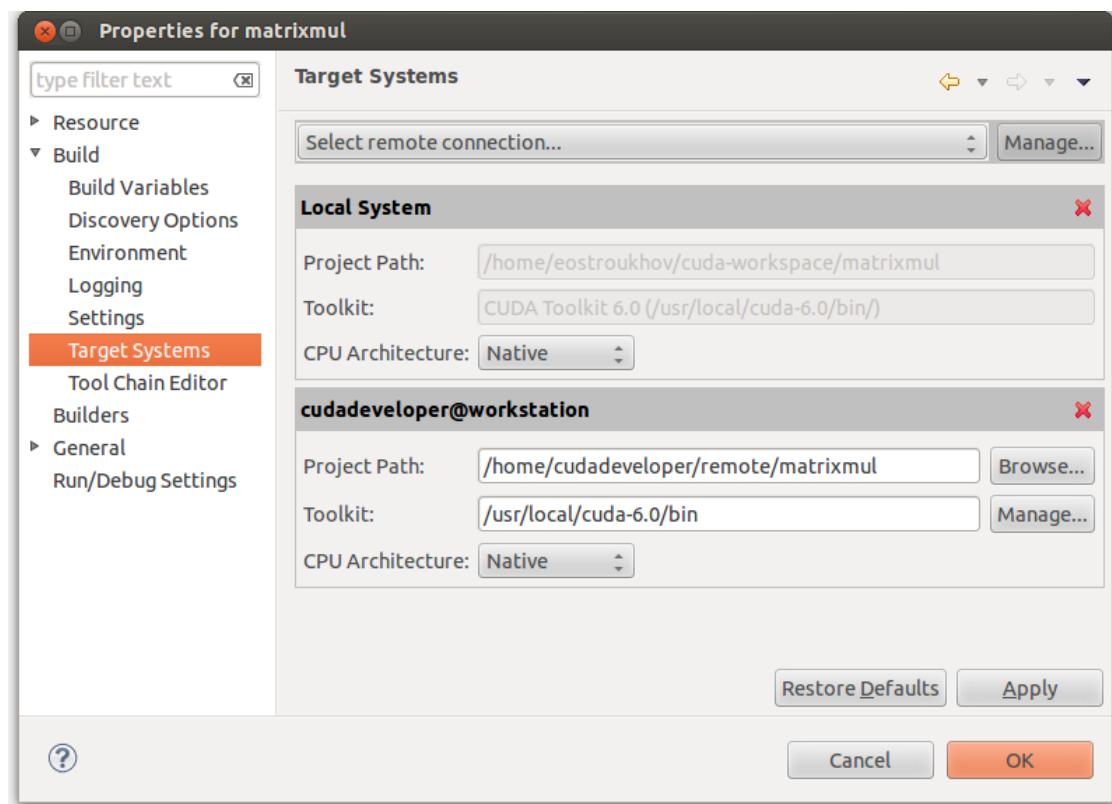 Properties for matrixmul
type filter text
Resource
Build
Build Variables
Discovery Options
Environment
Logging
Settings
Target Systems
Tool Chain Editor
Builders
General
Run/Debug Settings
Target Systems
Select remote connection... Manage...
Local System
Project Path: /home/eostroukhov/cuda-workspace/matrixmul
Toolkit: CUDA Toolkit 6.0 (/usr/local/cuda-6.0/bin/)
CPU Architecture: Native
cudadeveloper@workstation
Project Path: /home/cudadeveloper/remote/matrixmul Browse...
Toolkit: /usr/local/cuda-6.0/bin Manage...
CPU Architecture: Native
Restore Defaults Apply
? Cancel OK